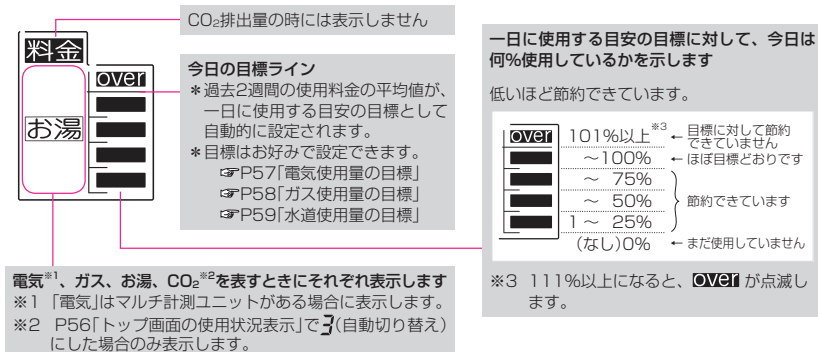 CO₂排出量の時には表示しません
料金
over
お湯
今日の目標ライン
＊過去2週間の使用料金の平均値が、
一日に使用する目安の目標として
自動的に設定されます。
＊目標はお好みで設定できます。
☞P57「電気使用量の目標」
☞P58「ガス使用量の目標」
☞P59「水道使用量の目標」
電気※1、ガス、お湯、CO₂※2を表すときにそれぞれ表示します
※1 「電気」はマルチ計測ユニットがある場合に表示します。
※2 P56「トップ画面の使用状況表示」で3(自動切り替え)
にした場合のみ表示します。
一日に使用する目安の目標に対して、今日は
何%使用しているかを示します
低いほど節約できています。
over 101%以上※3 ← 目標に対して節約
できていません
～100% ← ほぼ目標どおりです
～ 75%
～ 50% 節約できています
1～ 25%
(なし)0% ← まだ使用していません
※3 111%以上になると、overが点滅し
ます。